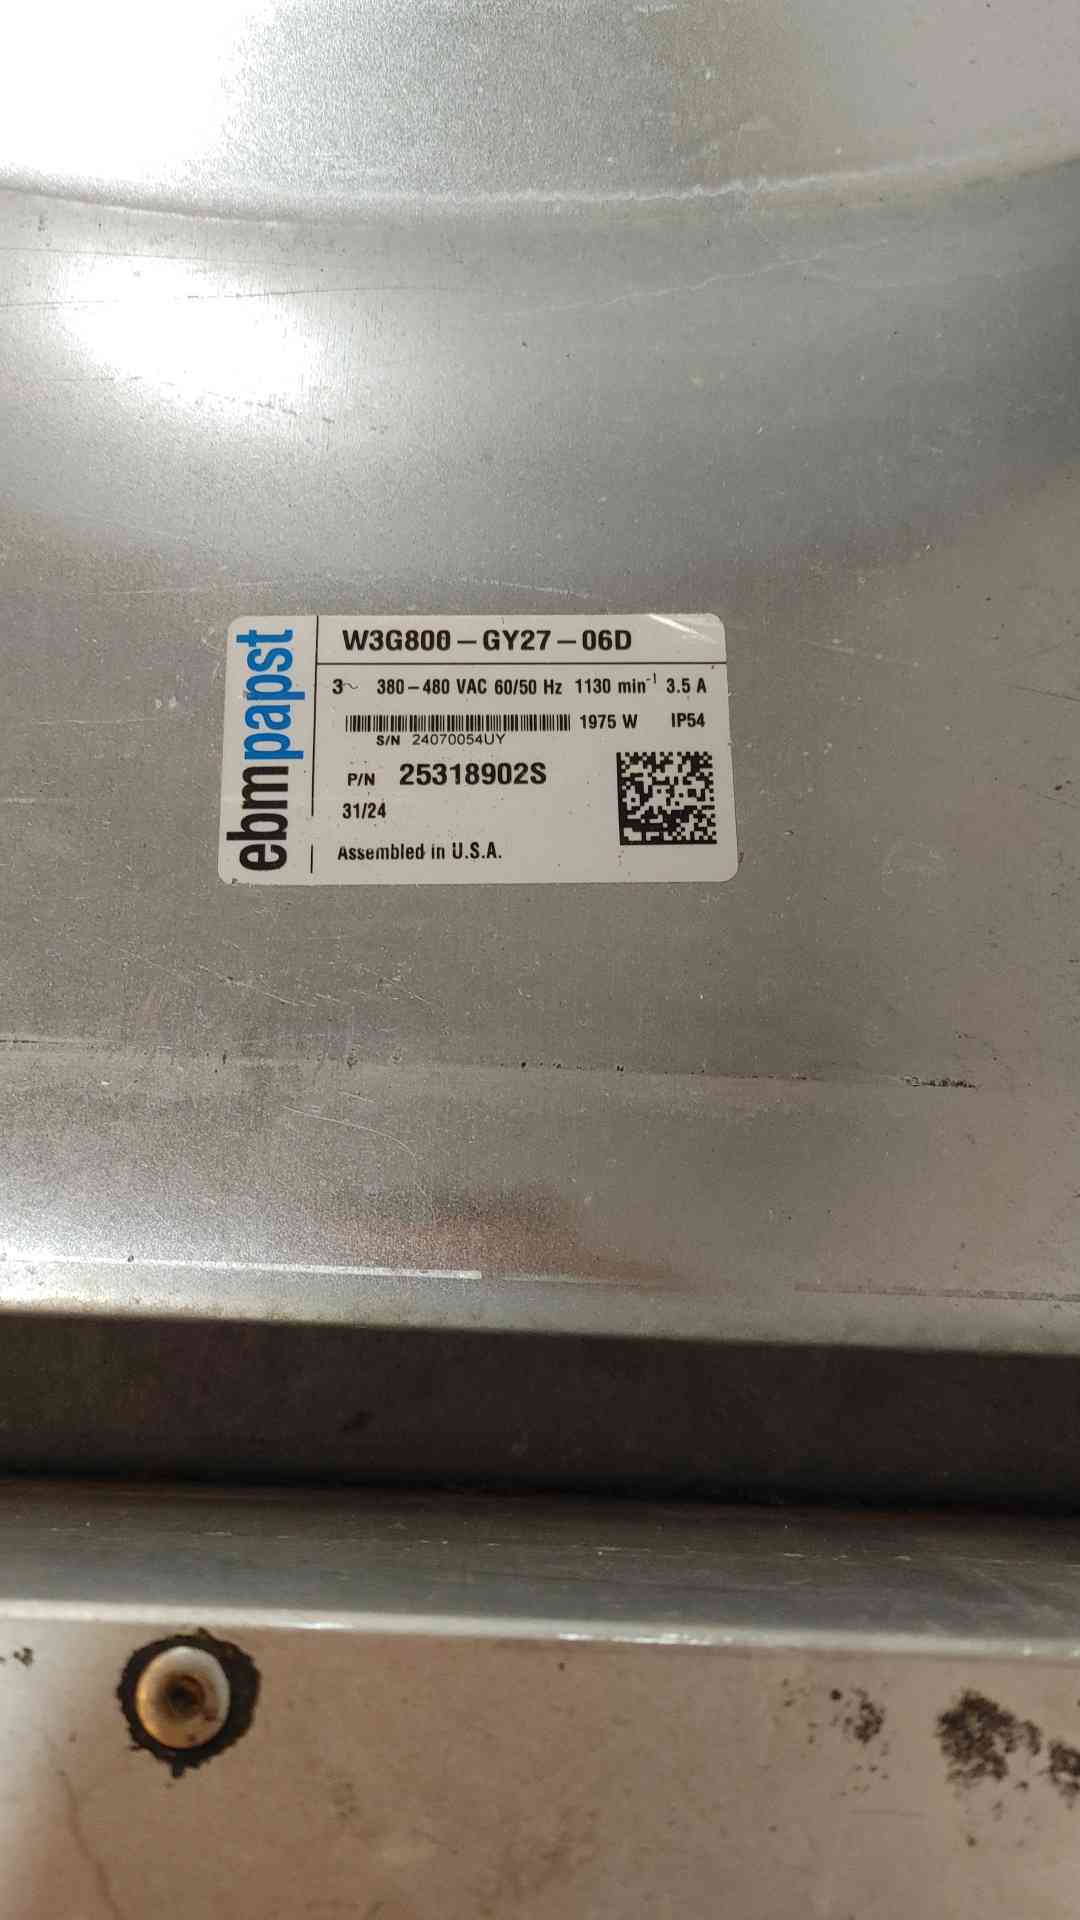 ebmpapst
W3G800-GY27-06D
3~ 380-480 VAC 60/50 Hz 1130 min-1 3.5 A
1975 W IP54
S/N 24070054UY
P/N 25318902S
31/24
Assembled in U.S.A.